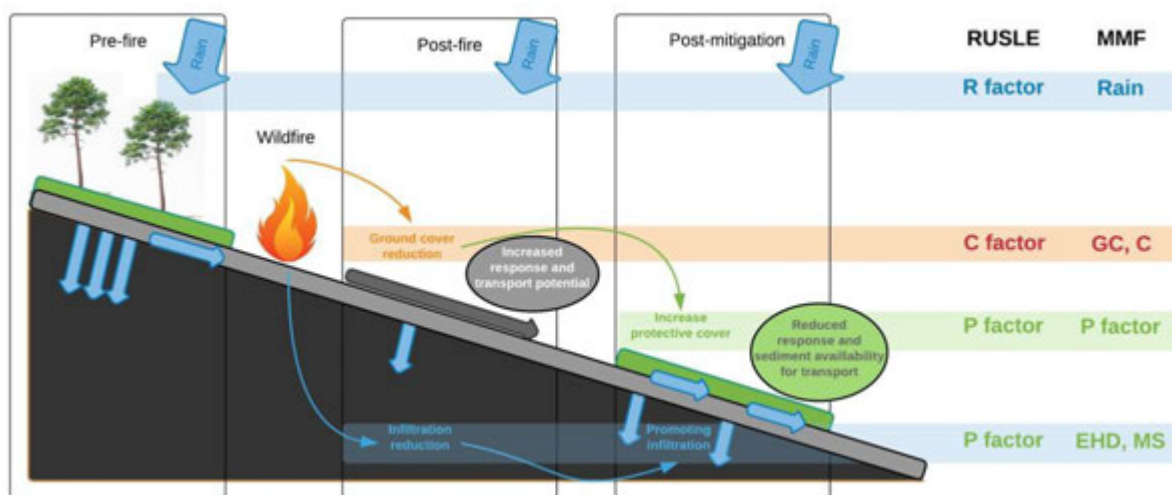 Pre-fire
Rain
Post-fire
Rain
Post-mitigation
Rain
RUSLE
MMF
R factor
Rain
Wildfire
Ground cover
reduction
Increased
response and
transport potential
C factor
GC, C
Increase
protective cover
Reduced
response and
sediment availability
for transport
P factor
P factor
Infiltration
reduction
Promoting
infiltration
P factor
EHD, MS